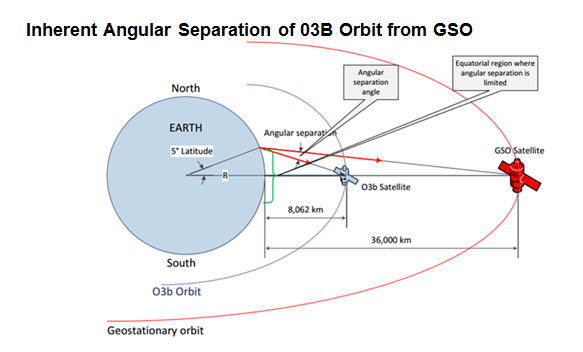 Inherent Angular Separation of 03B Orbit from GSO
Equatorial region where
angular separation is
limited
Angular
separation
angle
North
EARTH
Angular separation
5° Latitude
GSO Satellite
R
O3b Satellite
8,062 km
36,000 km
South
O3b Orbit
Geostationary orbit